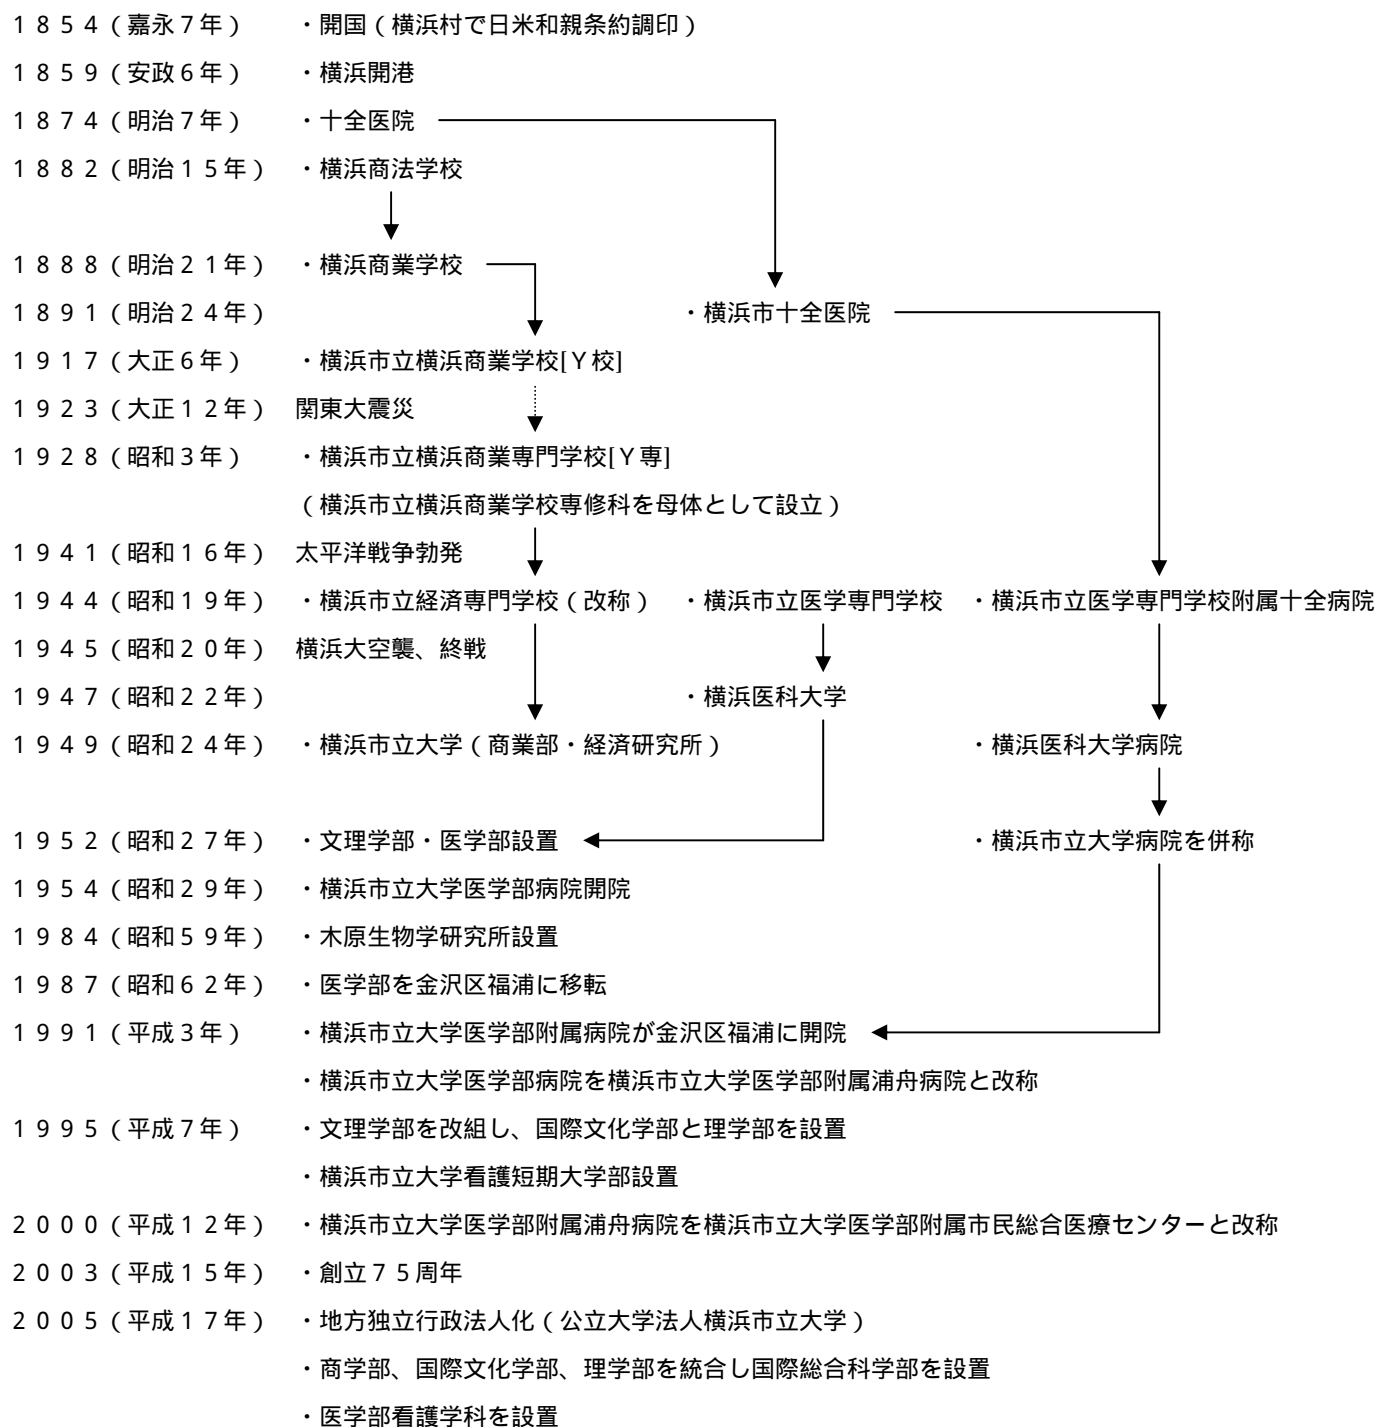 1854(嘉永7年) ・開国(横浜村で日米和親条約調印)
1859(安政6年) ・横浜開港
1874(明治7年) ・十全医院
1882(明治15年) ・横浜商法学校
1888(明治21年) ・横浜商業学校
1891(明治24年) ・横浜市十全医院
1917(大正6年) ・横浜市立横浜商業学校[Y校]
1923(大正12年) 関東大震災
1928(昭和3年) ・横浜市立横浜商業専門学校[Y専]
(横浜市立横浜商業学校専修科を母体として設立)
1941(昭和16年) 太平洋戦争勃発
1944(昭和19年) ・横浜市立経済専門学校(改称) ・横浜市立医学専門学校 ・横浜市立医学専門学校附属十全病院
1945(昭和20年) 横浜大空襲、終戦
1947(昭和22年) ・横浜医科大学
1949(昭和24年) ・横浜市立大学(商業部・経済研究所) ・横浜医科大学病院
1952(昭和27年) ・文理学部・医学部設置 ・横浜市立大学病院を併称
1954(昭和29年) ・横浜市立大学医学部病院開院
1984(昭和59年) ・木原生物学研究所設置
1987(昭和62年) ・医学部を金沢区福浦に移転
1991(平成3年) ・横浜市立大学医学部附属病院が金沢区福浦に開院
・横浜市立大学医学部病院を横浜市立大学医学部附属浦舟病院と改称
1995(平成7年) ・文理学部を改組し、国際文化学部と理学部を設置
・横浜市立大学看護短期大学部設置
2000(平成12年) ・横浜市立大学医学部附属浦舟病院を横浜市立大学医学部附属市民総合医療センターと改称
2003(平成15年) ・創立75周年
2005(平成17年) ・地方独立行政法人化(公立大学法人横浜市立大学)
・商学部、国際文化学部、理学部を統合し国際総合科学部を設置
・医学部看護学科を設置